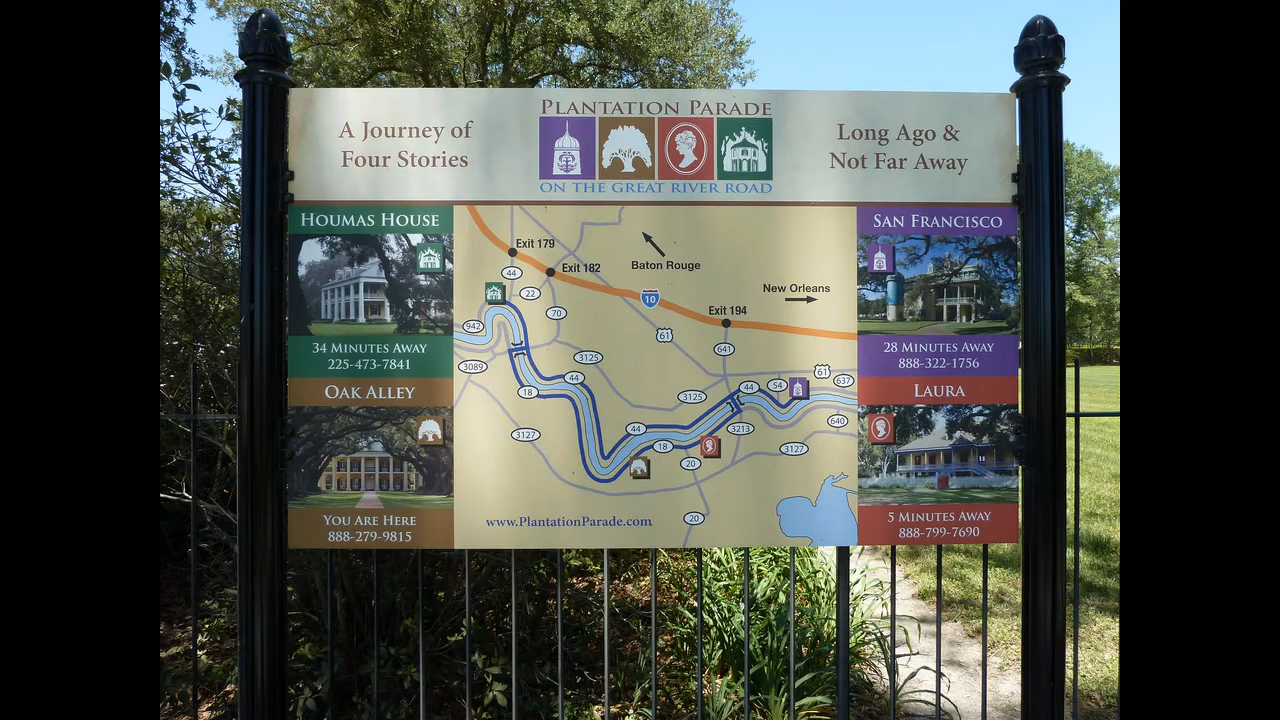 PLANTATION PARADE
A Journey of
Four Stories
Long Ago &
Not Far Away
ON THE GREAT RIVER ROAD
HOUMAS HOUSE
34 MINUTES AWAY
225-473-7841
OAK ALLEY
YOU ARE HERE
888-279-9815
Exit 179
Exit 182
Baton Rouge
New Orleans
10
Exit 194
44
22
70
942
61
641
3089
3125
44
18
61
637
44
54
3125
640
44
3213
3127
18
3127
20
20
www.PlantationParade.com
SAN FRANCISCO
28 MINUTES AWAY
888-322-1756
LAURA
5 MINUTES AWAY
888-799-7690